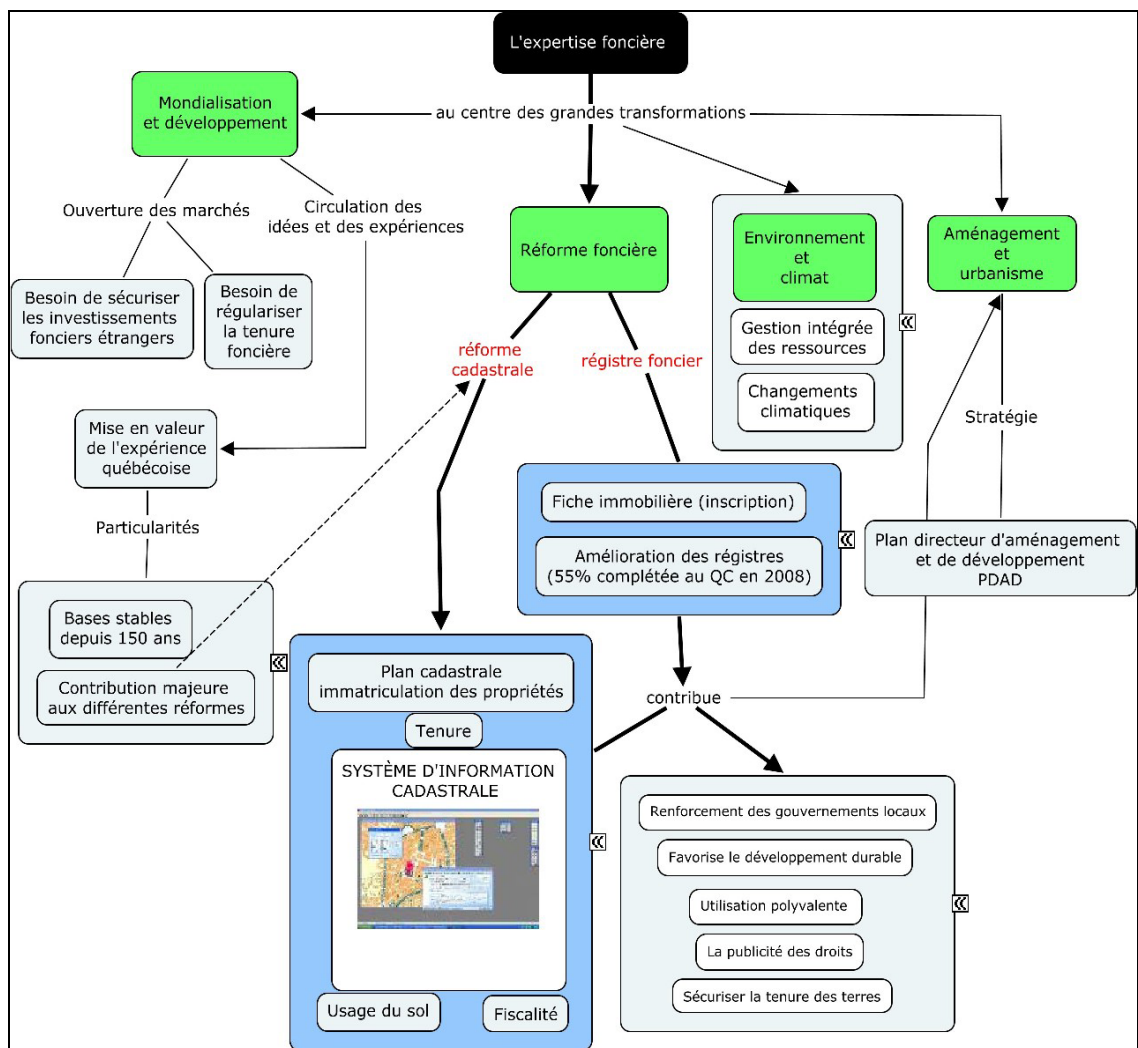 L'expertise foncière
au centre des grandes transformations
Mondialisation
et développement
Ouverture des marchés
Circulation des
idées et des expériences
Besoin de sécuriser
les investissements
fonciers étrangers
Besoin de
régulariser
la tenure
foncière
Mise en valeur
de l'expérience
québécoise
Particularités
Bases stables
depuis 150 ans
Contribution majeure
aux différentes réformes
Réforme foncière
réforme
cadastrale
régistre foncier
Environnement
et
climat
Gestion intégrée
des ressources
Changements
climatiques
Aménagement
et
urbanisme
Stratégie
Plan directeur d'aménagement
et de développement
PDAD
Fiche immobilière (inscription)
Amélioration des régistres
(55% complétée au QC en 2008)
contribue
Plan cadastrale
immatriculation des propriétés
Tenure
SYSTÈME D'INFORMATION
CADASTRALE
Usage du sol
Fiscalité
Renforcement des gouvernements locaux
Favorise le développement durable
Utilisation polyvalente
La publicité des droits
Sécuriser la tenure des terres